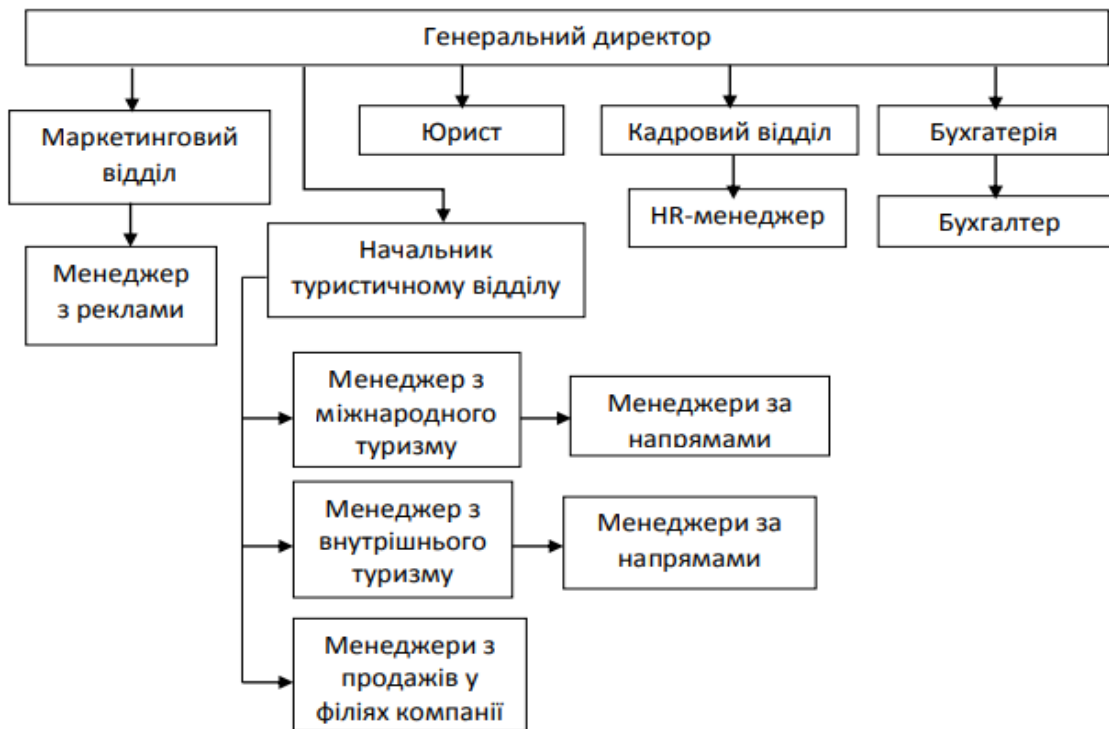 Генеральний директор
Маркетинговий
відділ
Юрист
Кадровий відділ
Бухгатерія
Менеджер
з реклами
Начальник
туристичному відділу
HR-менеджер
Бухгалтер
Менеджер з
міжнародного
туризму
Менеджери за
напрямами
Менеджер з
внутрішнього
туризму
Менеджери за
напрямами
Менеджери з
продажів у
філіях компанії